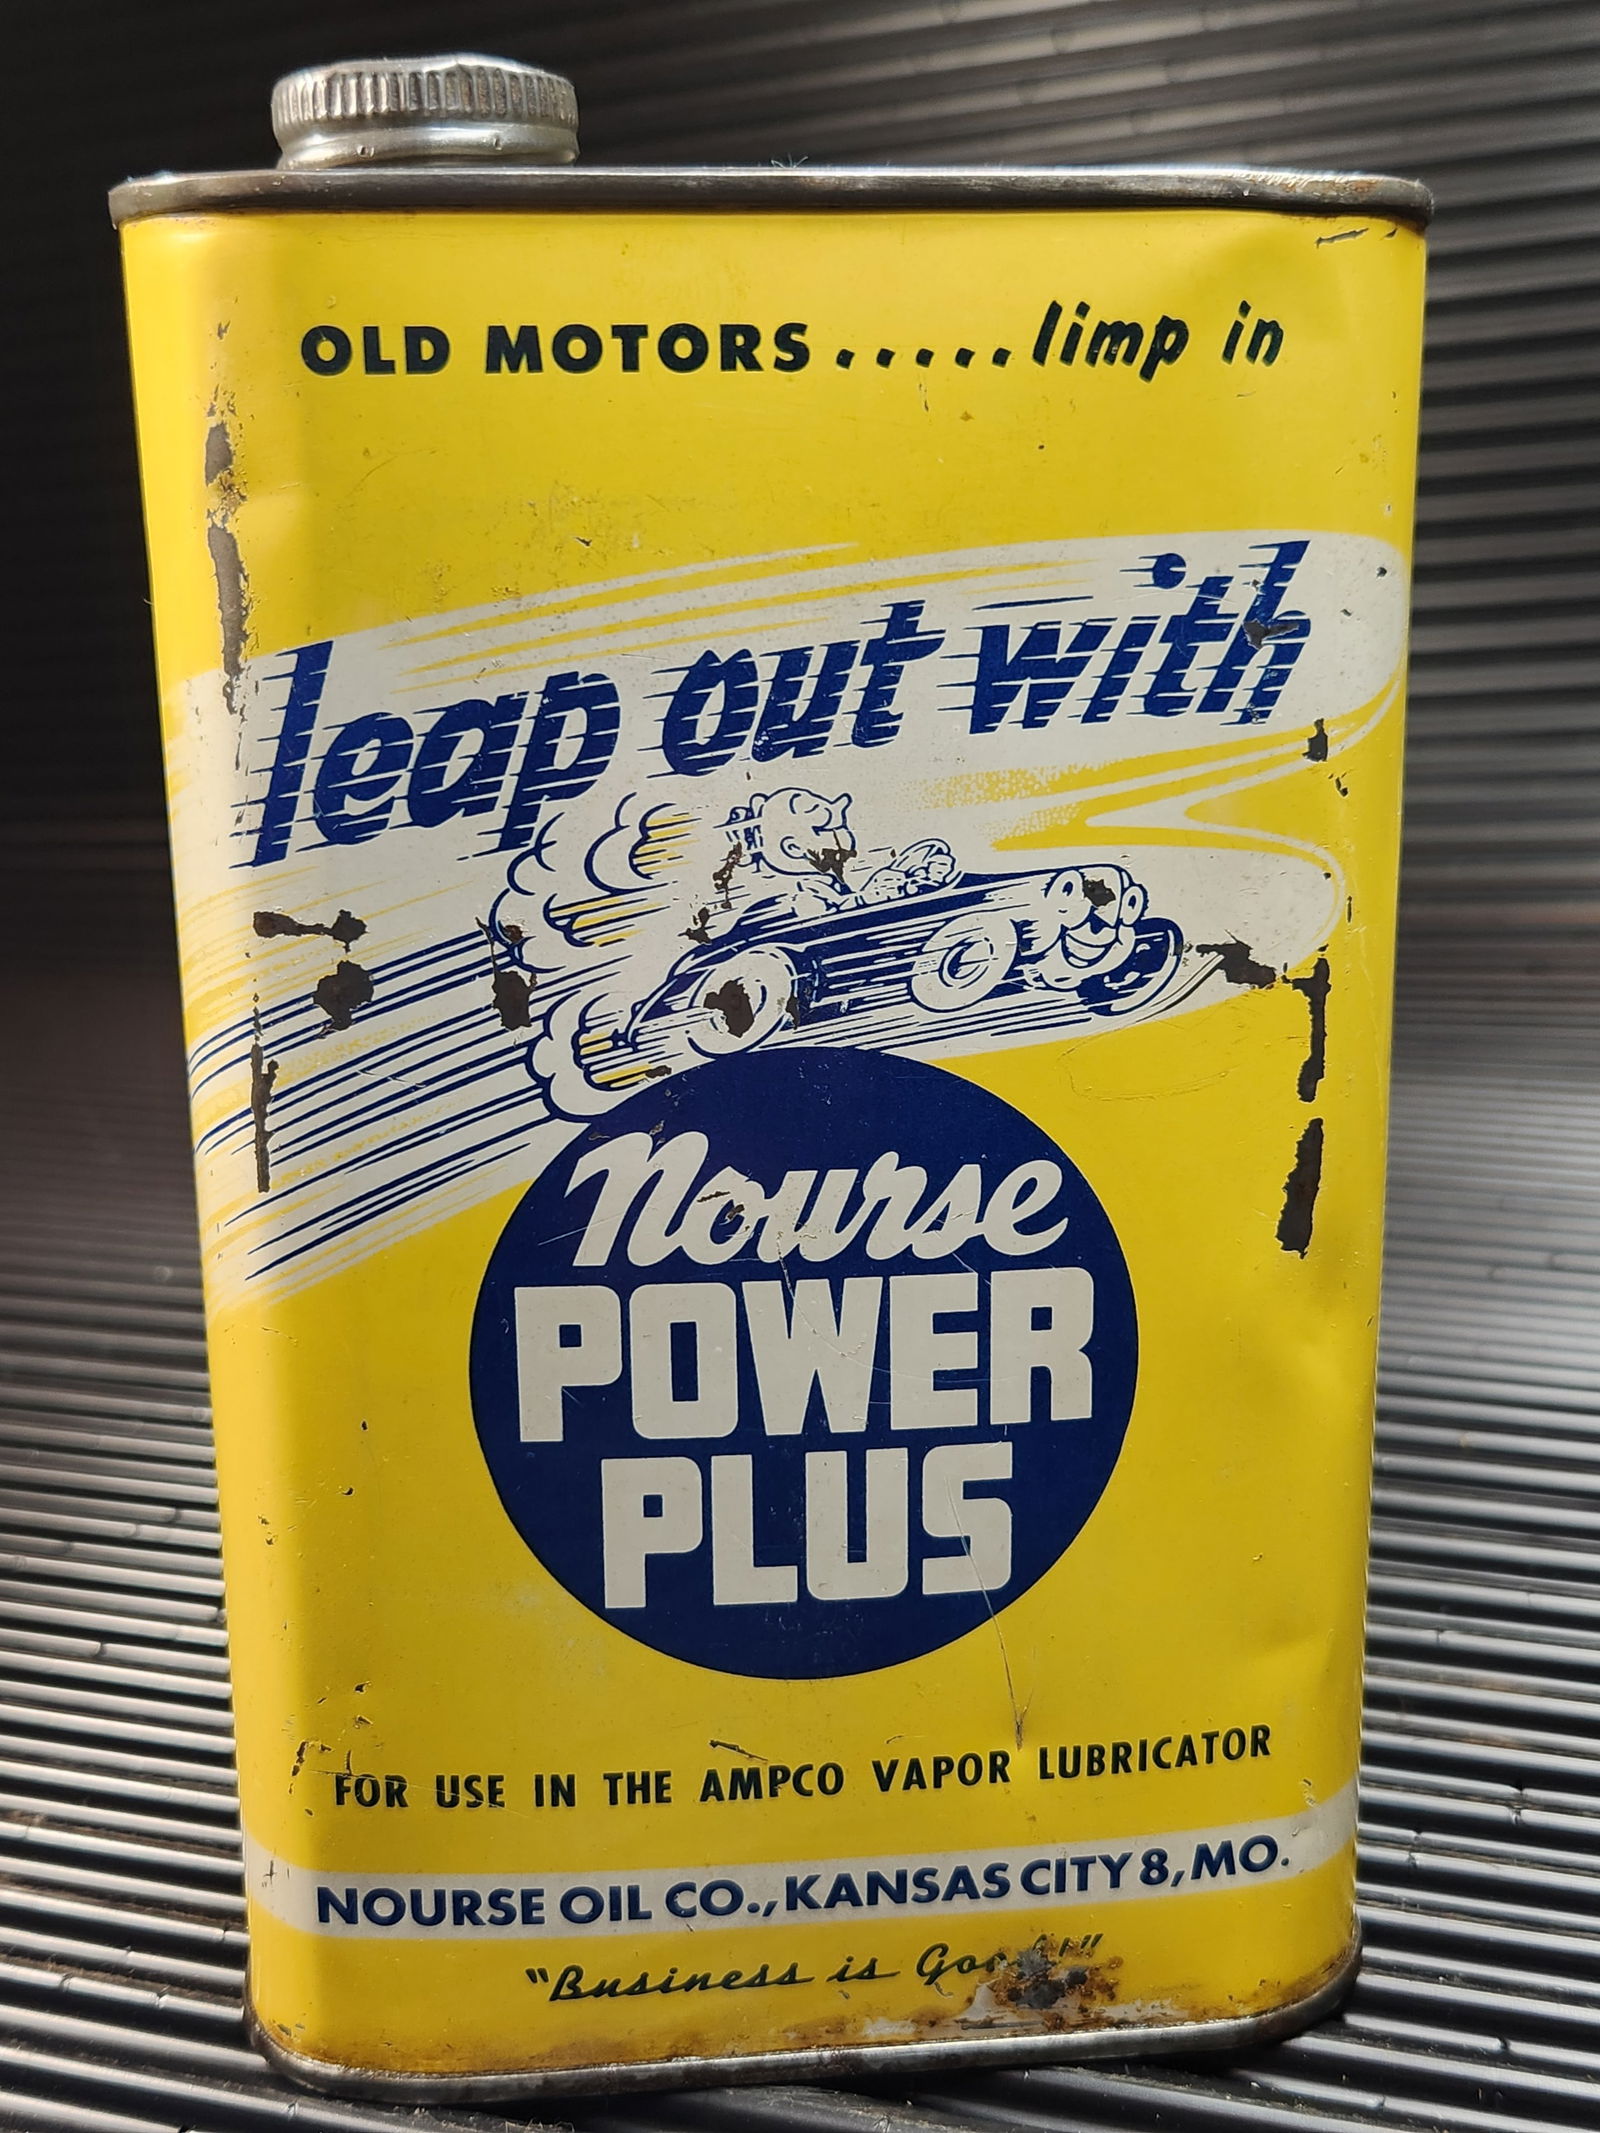 OLD MOTORS.....limp in
leap out with
Nourse
POWER
PLUS
FOR USE IN THE AMPCO VAPOR LUBRICATOR
NOURSE OIL CO., KANSAS CITY 8, MO.
"Business is Good!"